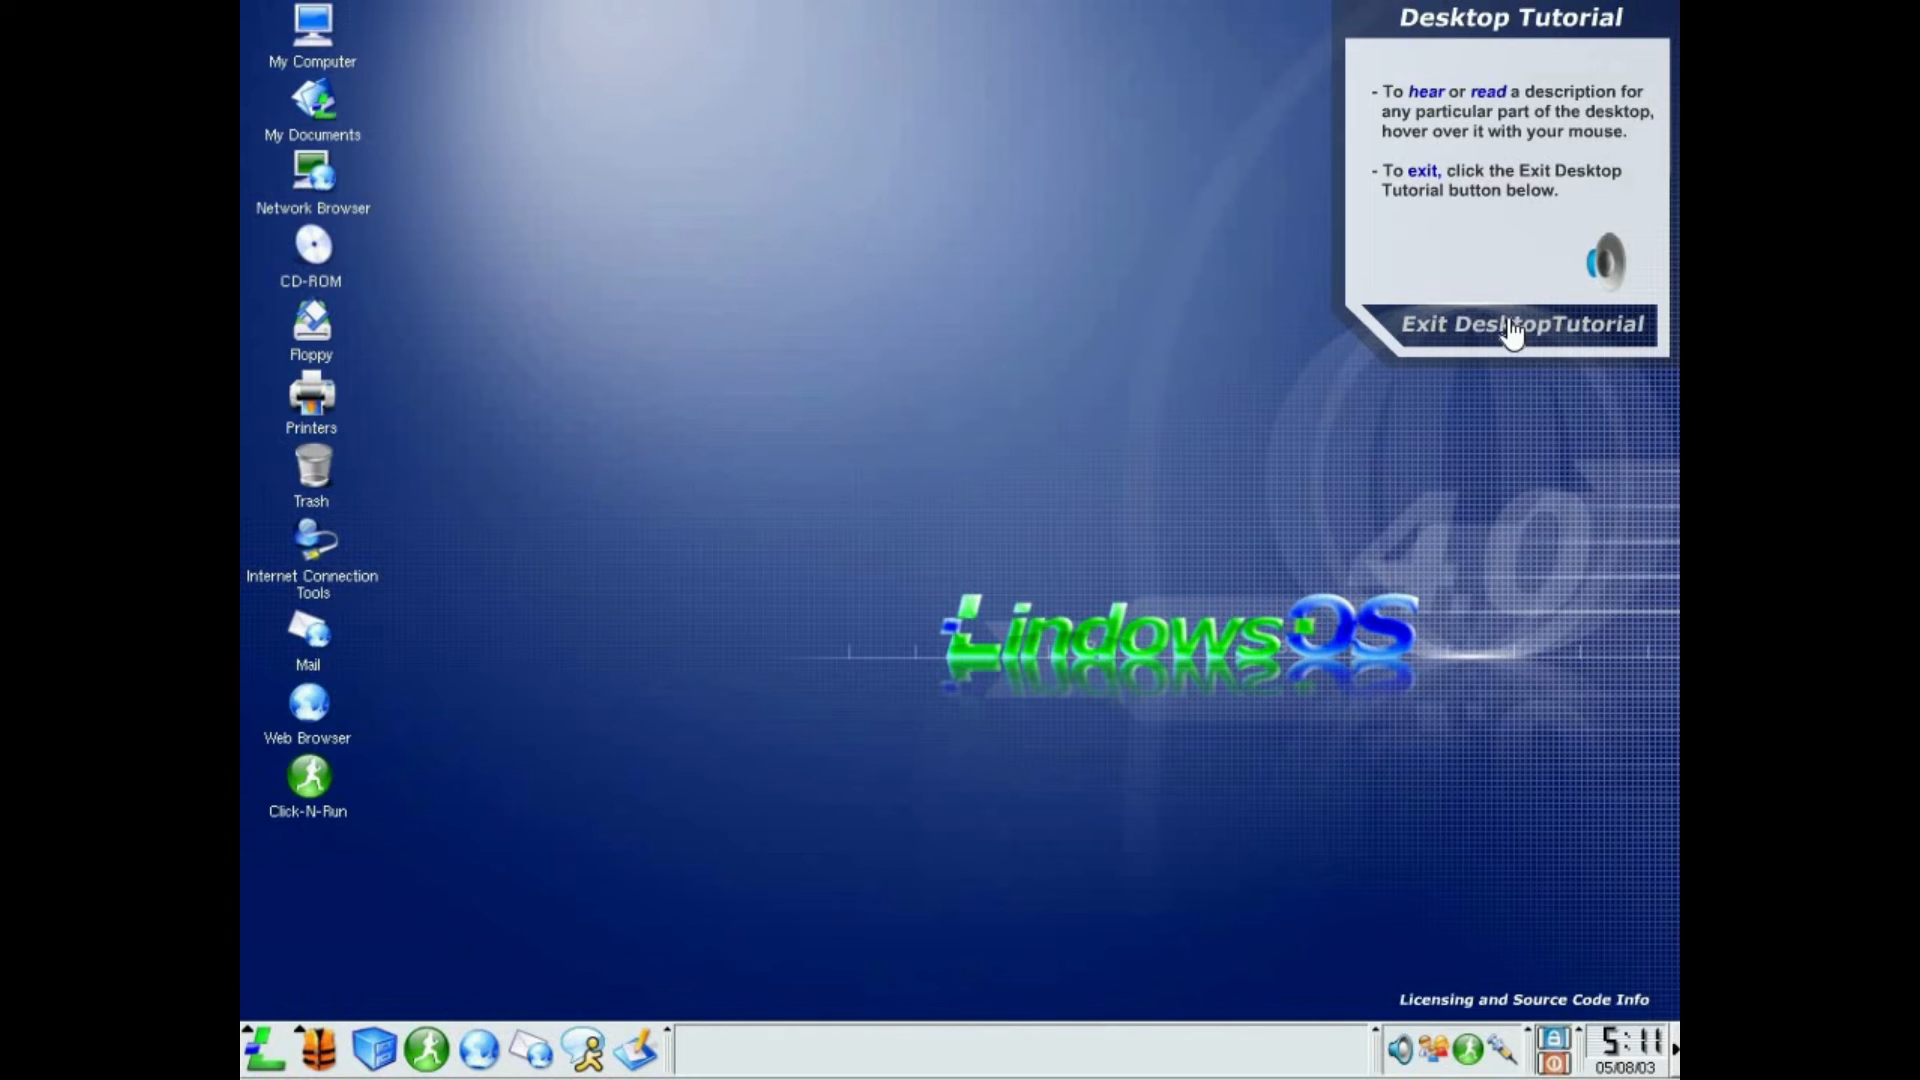 My Computer
My Documents
Network Browser
CD-ROM
Floppy
Printers
Trash
Internet Connection
Tools
Mail
Web Browser
Click-N-Run
Desktop Tutorial
- To hear or read a description for
any particular part of the desktop,
hover over it with your mouse.
- To exit, click the Exit Desktop
Tutorial button below.
Exit DesktopTutorial
4.0
LindowsOS
Licensing and Source Code Info
5:11
05/08/03